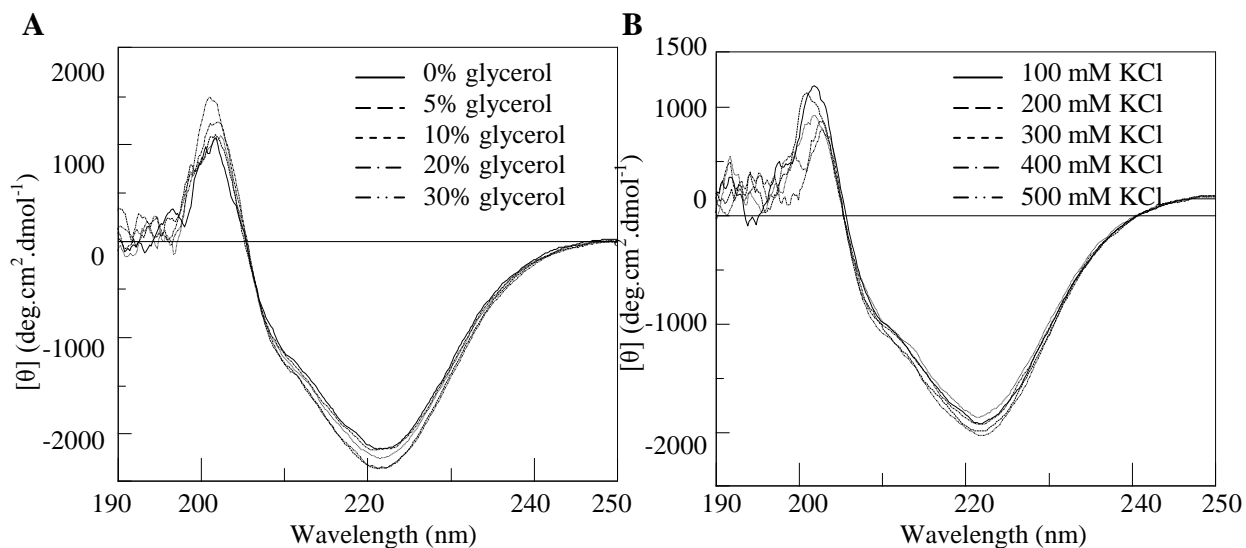 A
[θ] (deg.cm².dmol⁻¹)
2000
1000
0
-1000
-2000
0% glycerol
5% glycerol
10% glycerol
20% glycerol
30% glycerol
190
200
220
240
250
Wavelength (nm)
B
[θ] (deg.cm².dmol⁻¹)
1500
1000
0
-1000
-2000
100 mM KCl
200 mM KCl
300 mM KCl
400 mM KCl
500 mM KCl
190
200
220
240
250
Wavelength (nm)